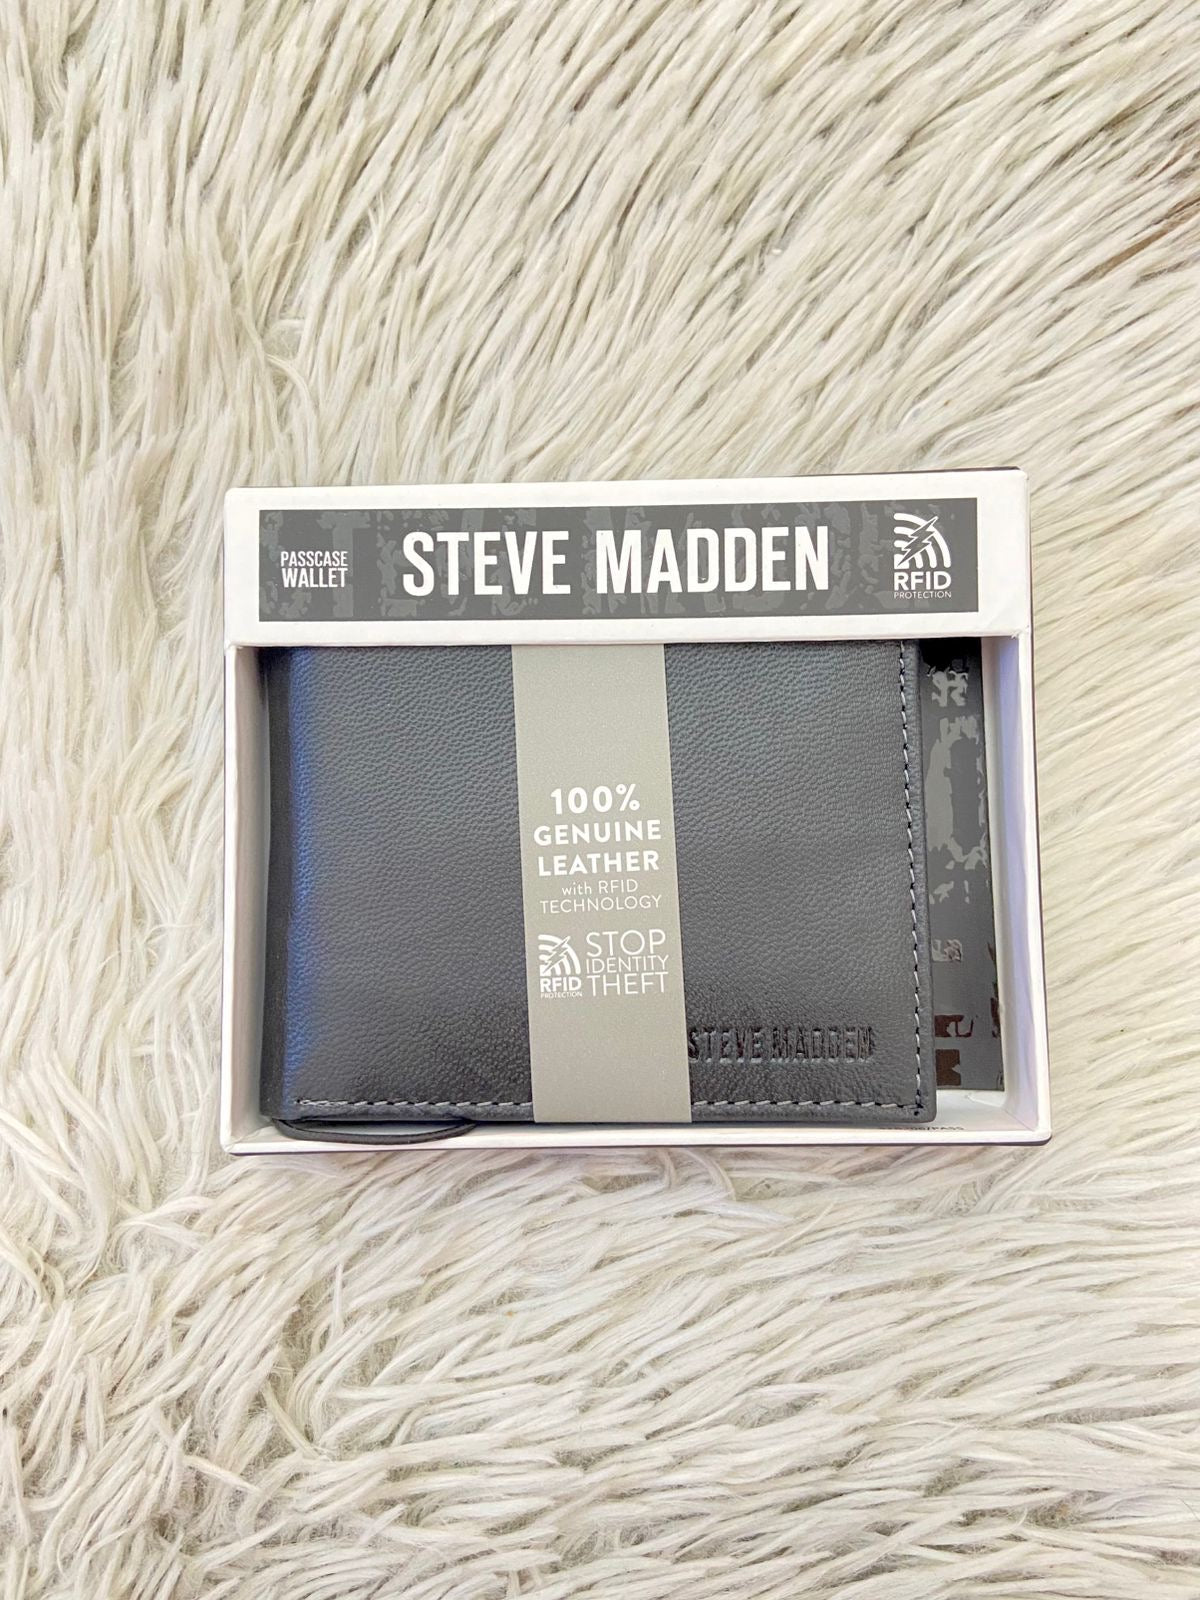 PASSCASE
WALLET
STEVE MADDEN
RFID
PROTECTION
100%
GENUINE
LEATHER
with RFID
TECHNOLOGY
RFID
PROTECTION
STOP
IDENTITY
THEFT
STEVE MADDEN